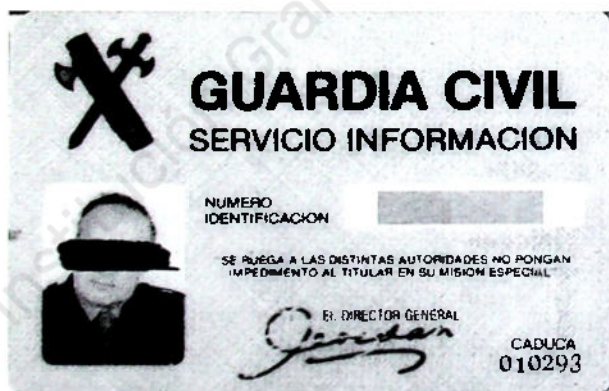 GUARDIA CIVIL
SERVICIO INFORMACION
NUMERO
IDENTIFICACION
SE RUEGA A LAS DISTINTAS AUTORIDADES NO PONGAN
IMPEDIMENTO AL TITULAR EN SU MISION ESPECIAL
EL DIRECTOR GENERAL
CADUCA
010293